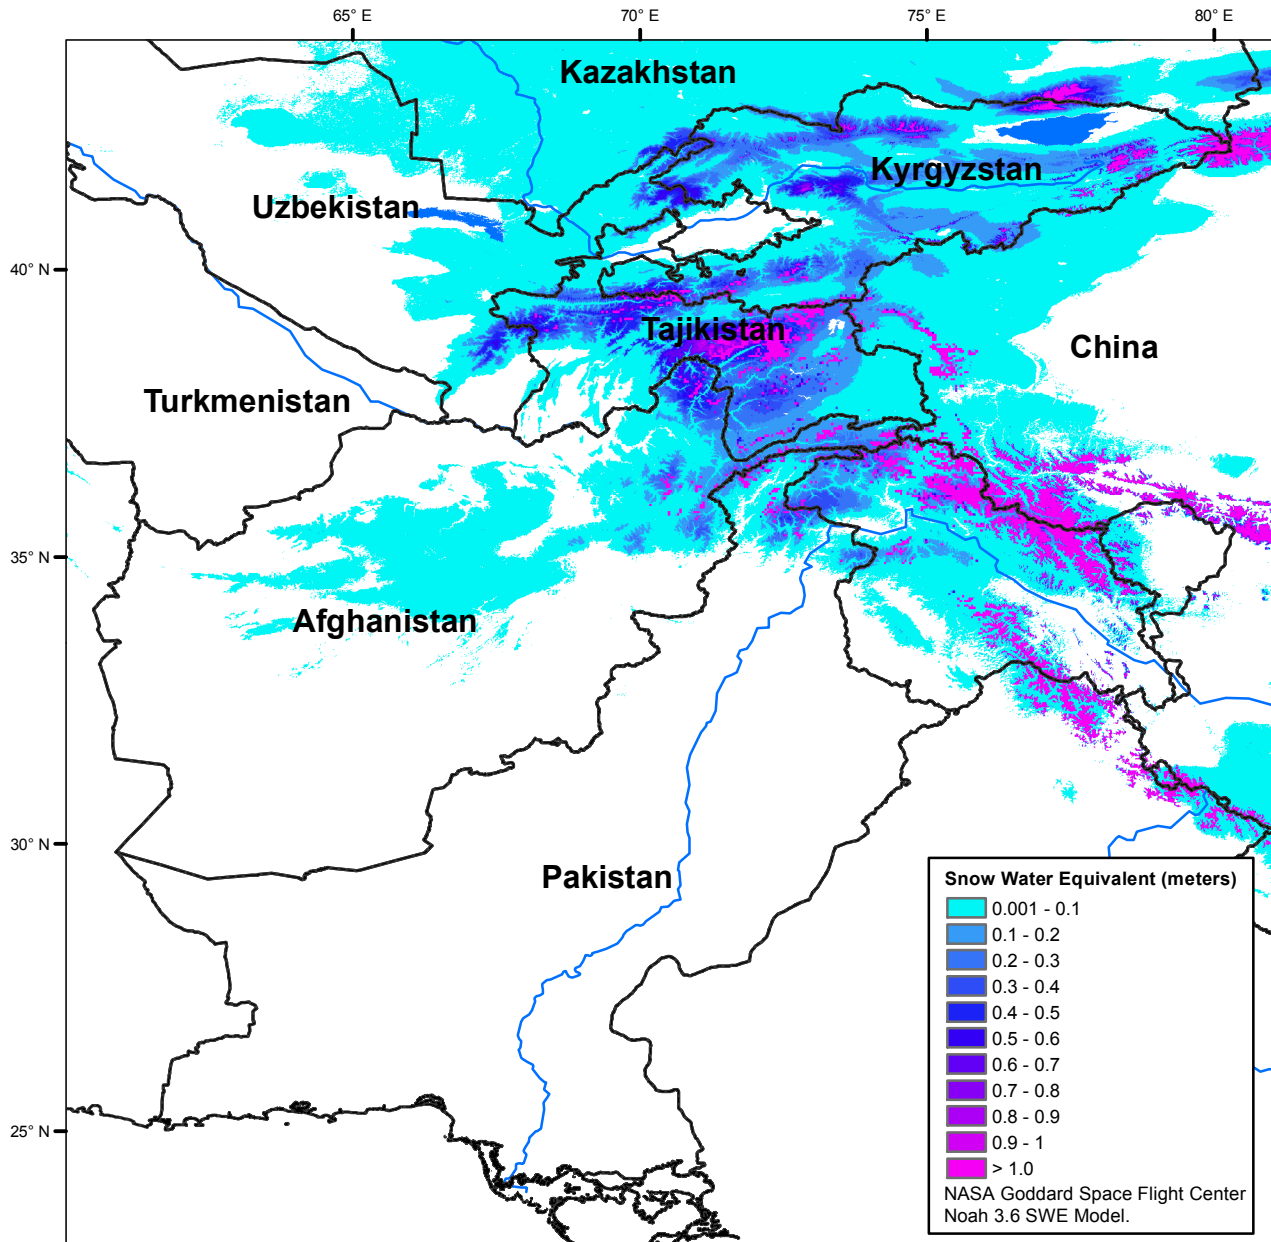 65° E
70° E
75° E
80° E
Kazakhstan
Kyrgyzstan
Uzbekistan
40° N
Tajikistan
China
Turkmenistan
35° N
Afghanistan
30° N
Pakistan
25° N
Snow Water Equivalent (meters)
0.001 - 0.1
0.1 - 0.2
0.2 - 0.3
0.3 - 0.4
0.4 - 0.5
0.5 - 0.6
0.6 - 0.7
0.7 - 0.8
0.8 - 0.9
0.9 - 1
> 1.0
NASA Goddard Space Flight Center
Noah 3.6 SWE Model.